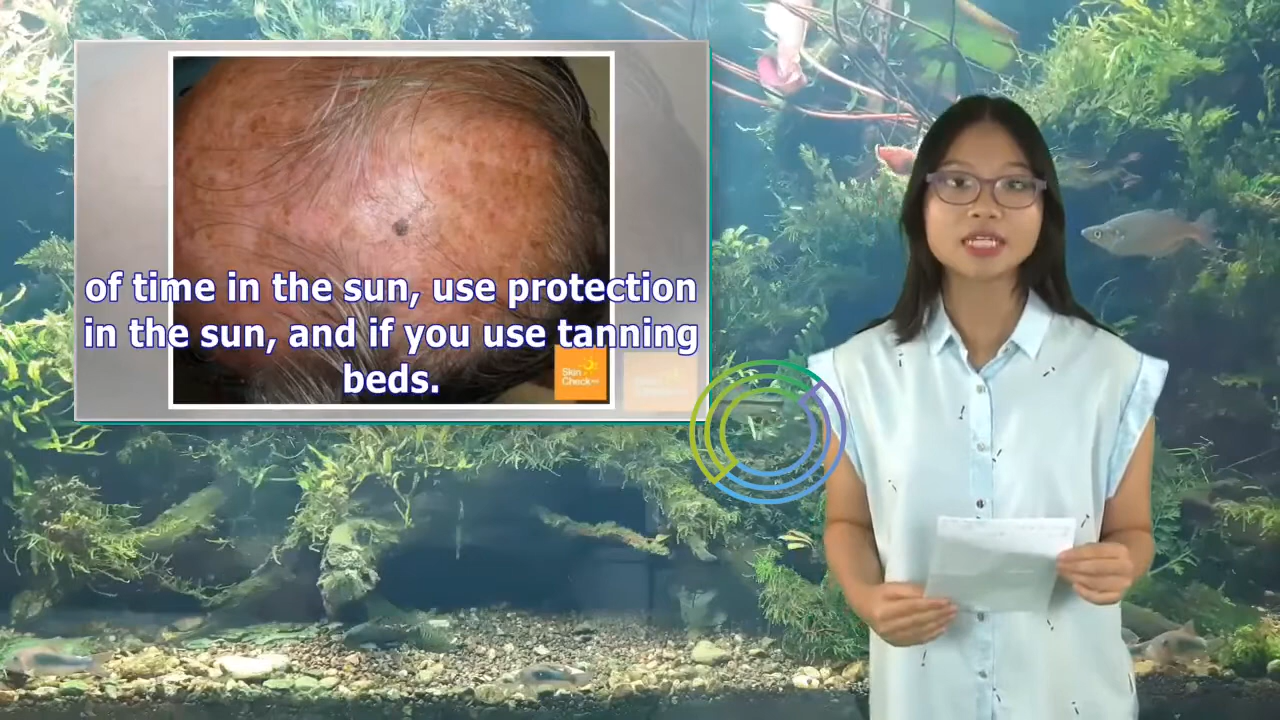 of time in the sun, use protection
in the sun, and if you use tanning
beds.
Skin
Check